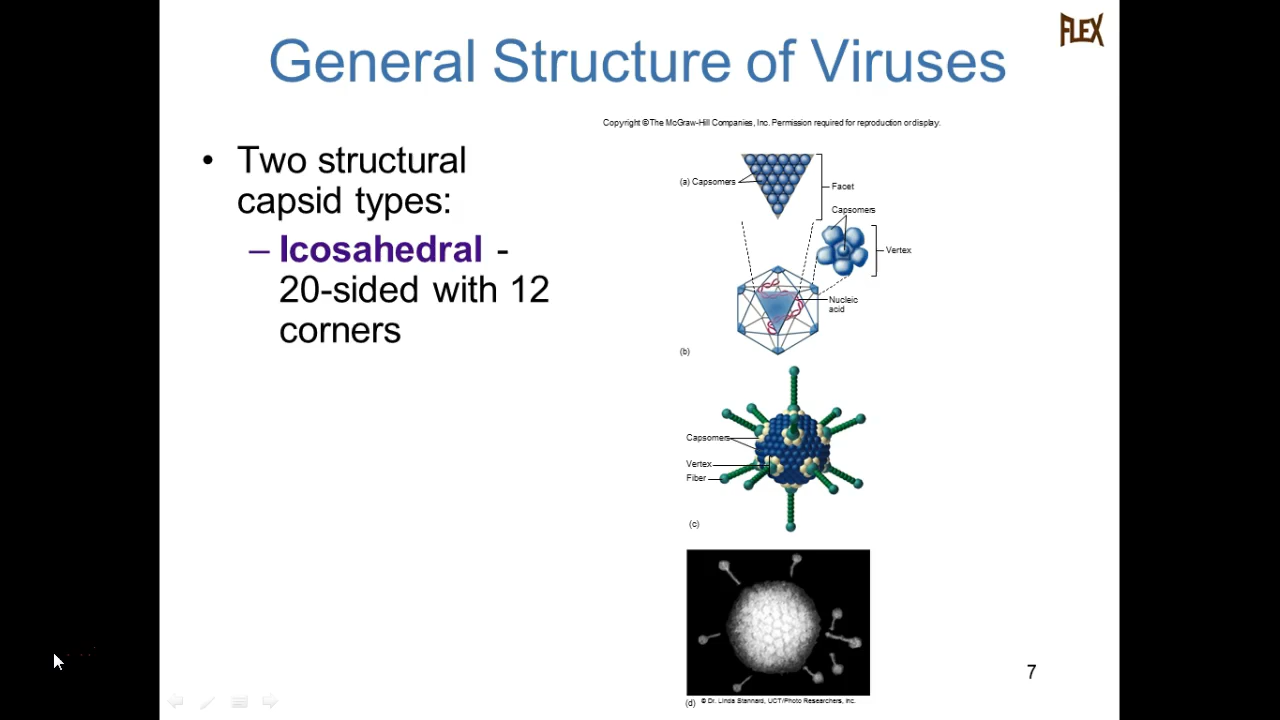 General Structure of Viruses
FLEX
Copyright © The McGraw-Hill Companies, Inc. Permission required for reproduction or display.
• Two structural
capsid types:
– Icosahedral -
20-sided with 12
corners
(a) Capsomers
Facet
Capsomers
Vertex
Nucleic
acid
(b)
Capsomers
Vertex
Fiber
(c)
(d) © Dr. Linda Stannard, UCT/Photo Researchers, Inc.
7